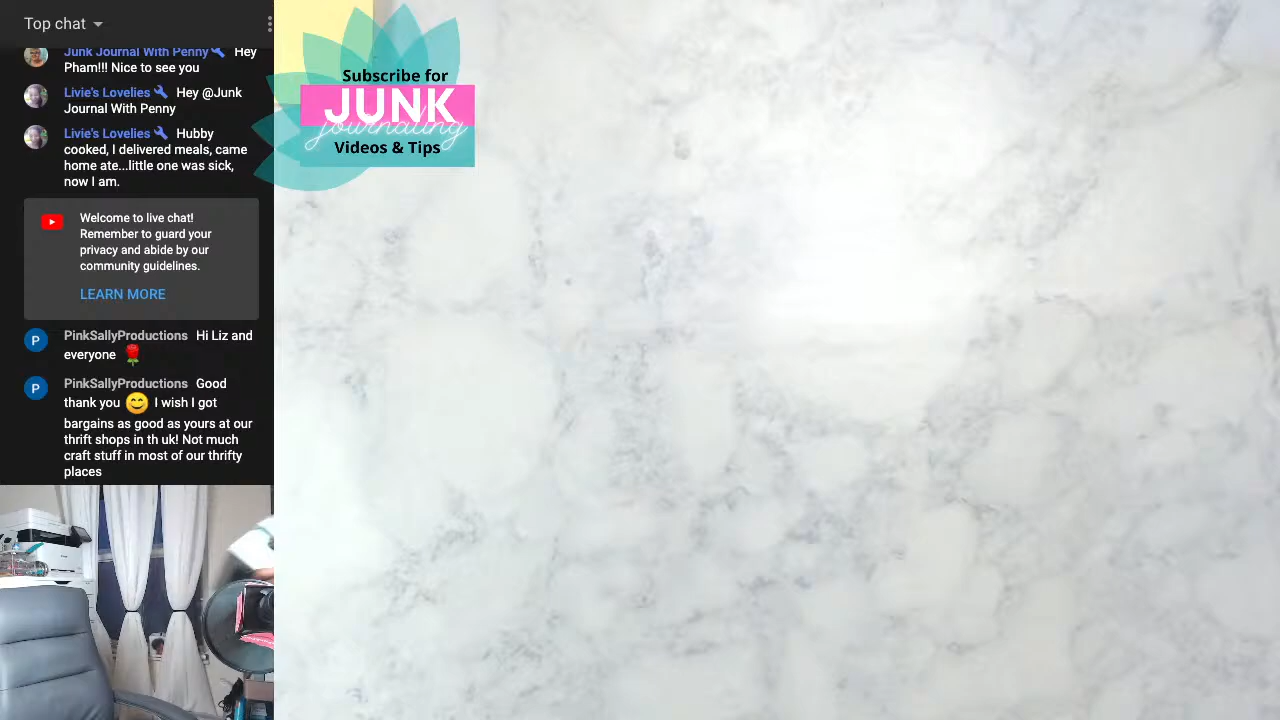 Top chat
Junk Journal With Penny Hey
Pham!!! Nice to see you
Livie's Lovelies Hey @Junk
Journal With Penny
Livie's Lovelies Hubby
cooked, I delivered meals, came
home ate...little one was sick,
now I am.
Welcome to live chat!
Remember to guard your
privacy and abide by our
community guidelines.
LEARN MORE
P PinkSallyProductions Hi Liz and
everyone 🌹
P PinkSallyProductions Good
thank you 😊 I wish I got
bargains as good as yours at our
thrift shops in th uk! Not much
craft stuff in most of our thrifty
places
Subscribe for
JUNK
journaling
Videos & Tips